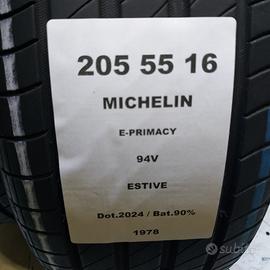 205 55 16
MICHELIN
E-PRIMACY
94V
ESTIVE
Dot.2024 / Bat.90%
1978
subito